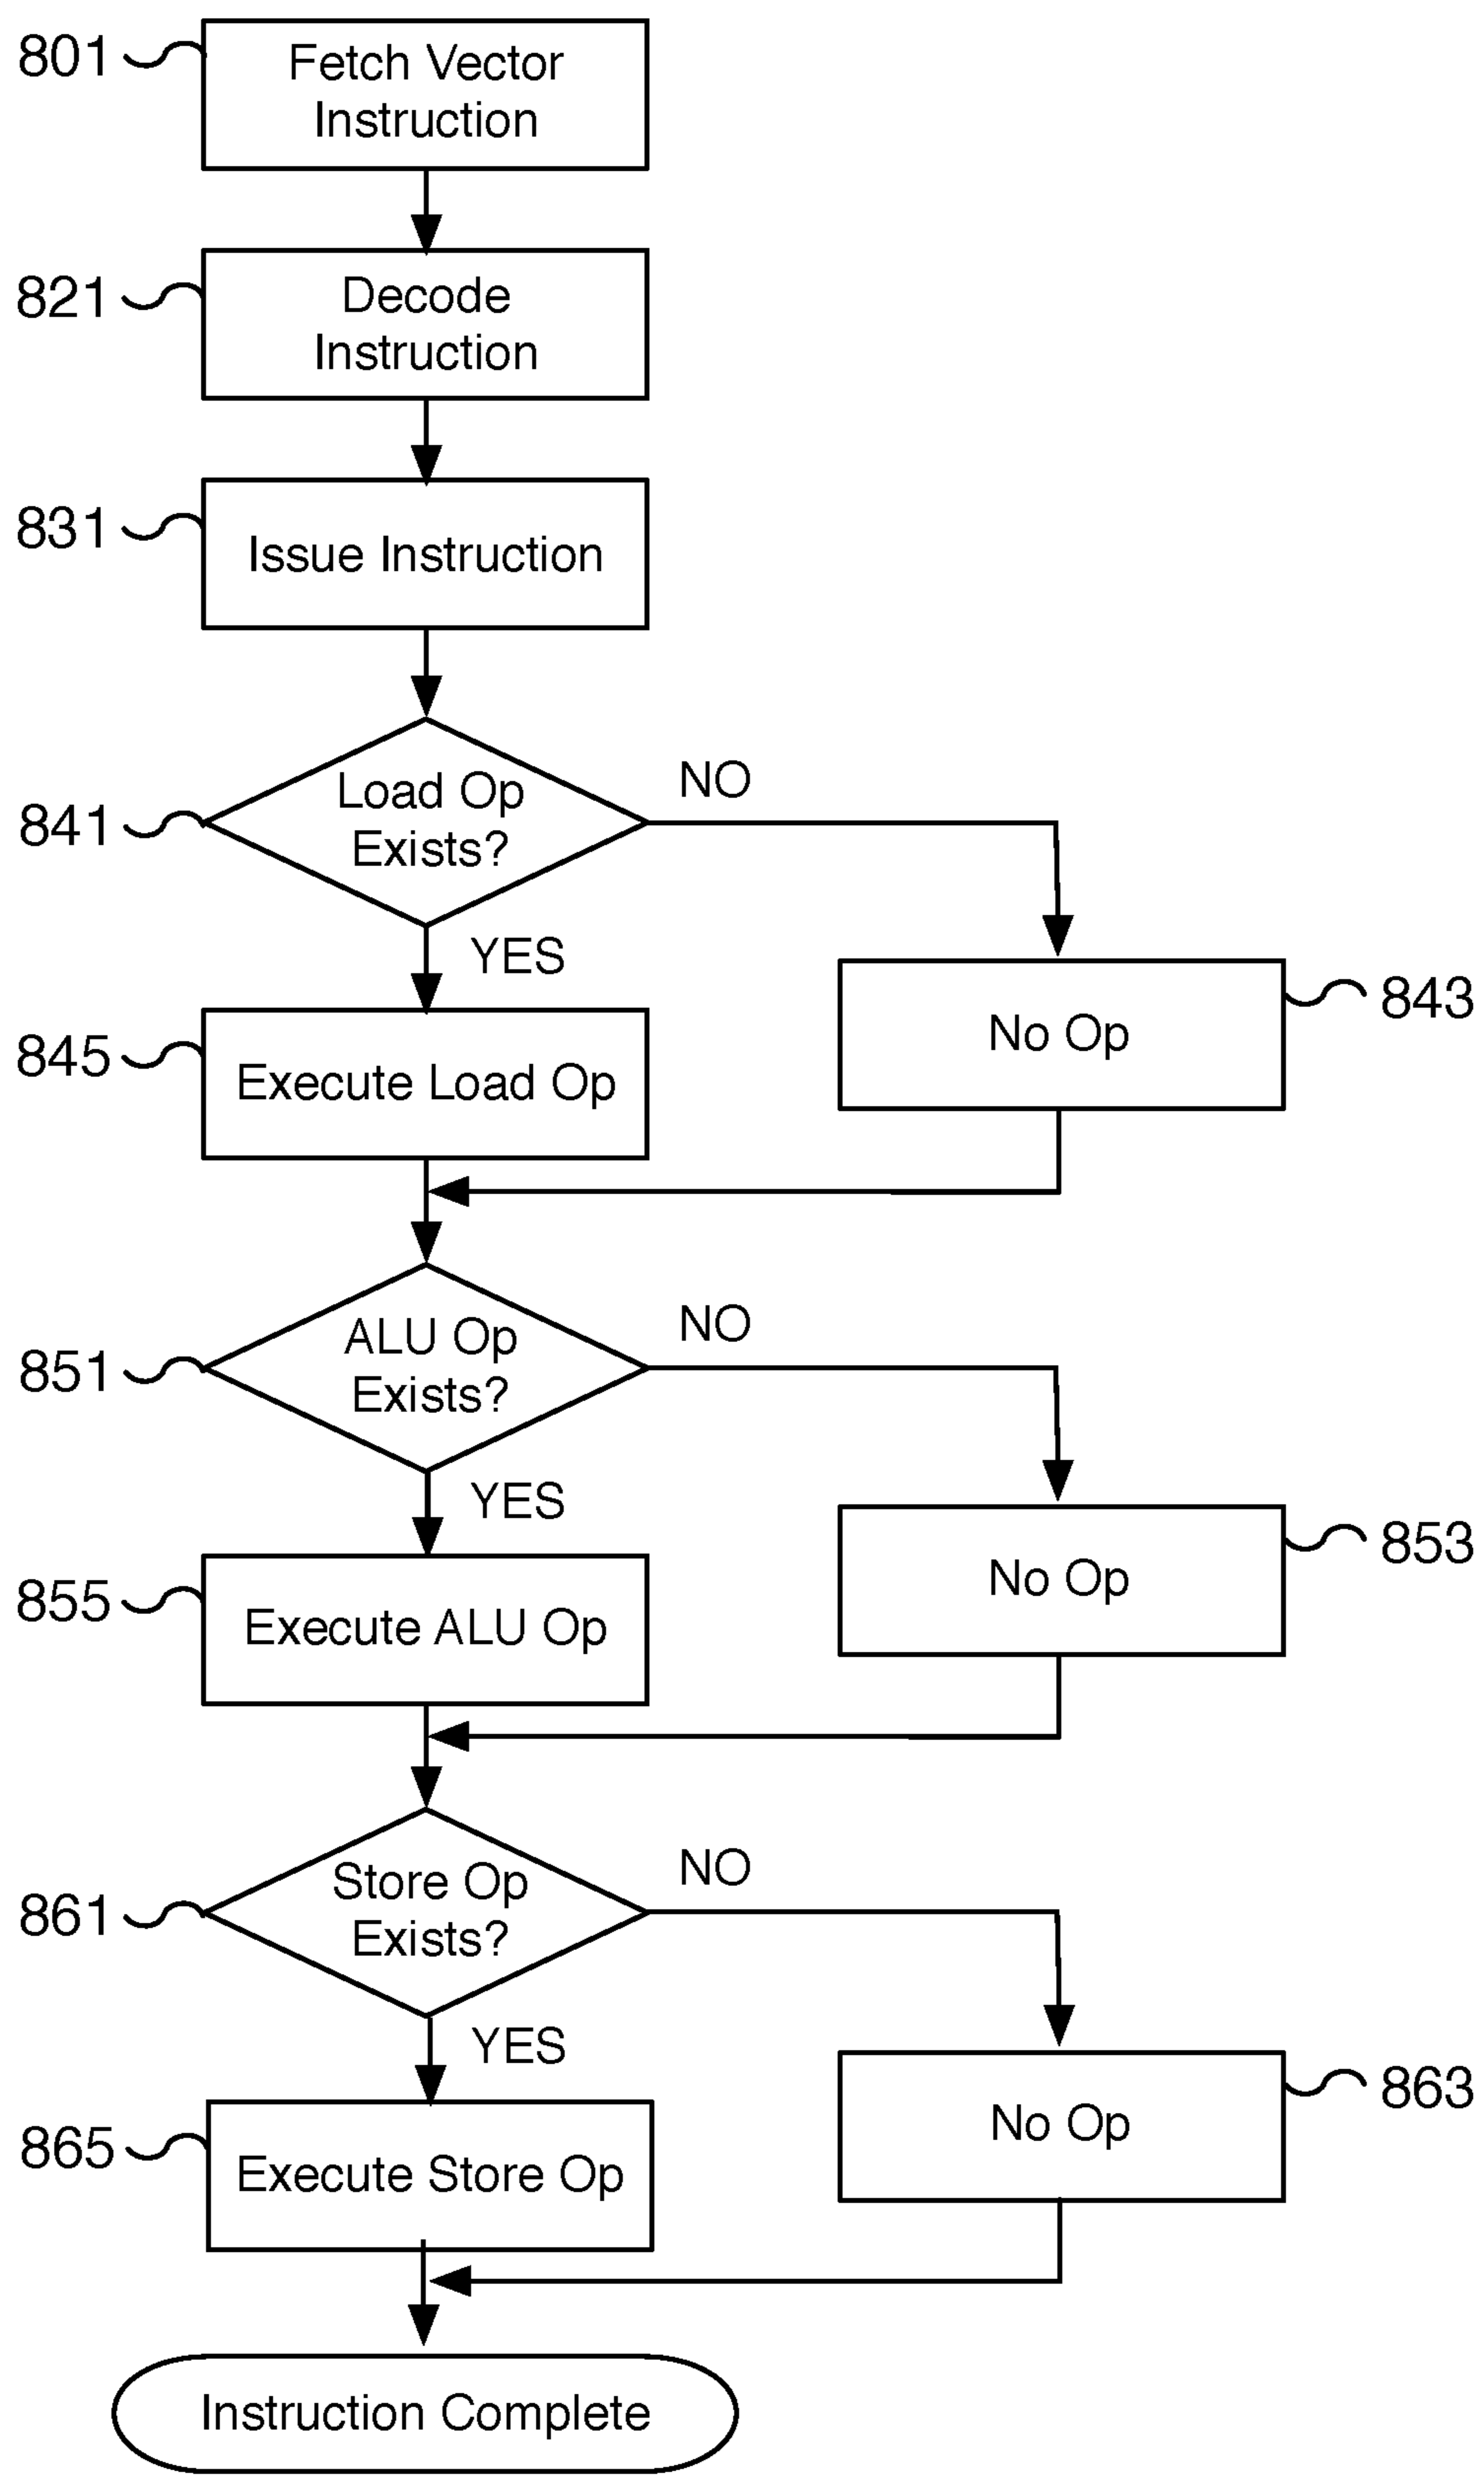 801
Fetch Vector
Instruction
821
Decode
Instruction
831
Issue Instruction
841
Load Op
Exists?
NO
YES
843
No Op
845
Execute Load Op
851
ALU Op
Exists?
NO
YES
853
No Op
855
Execute ALU Op
861
Store Op
Exists?
NO
YES
863
No Op
865
Execute Store Op
Instruction Complete